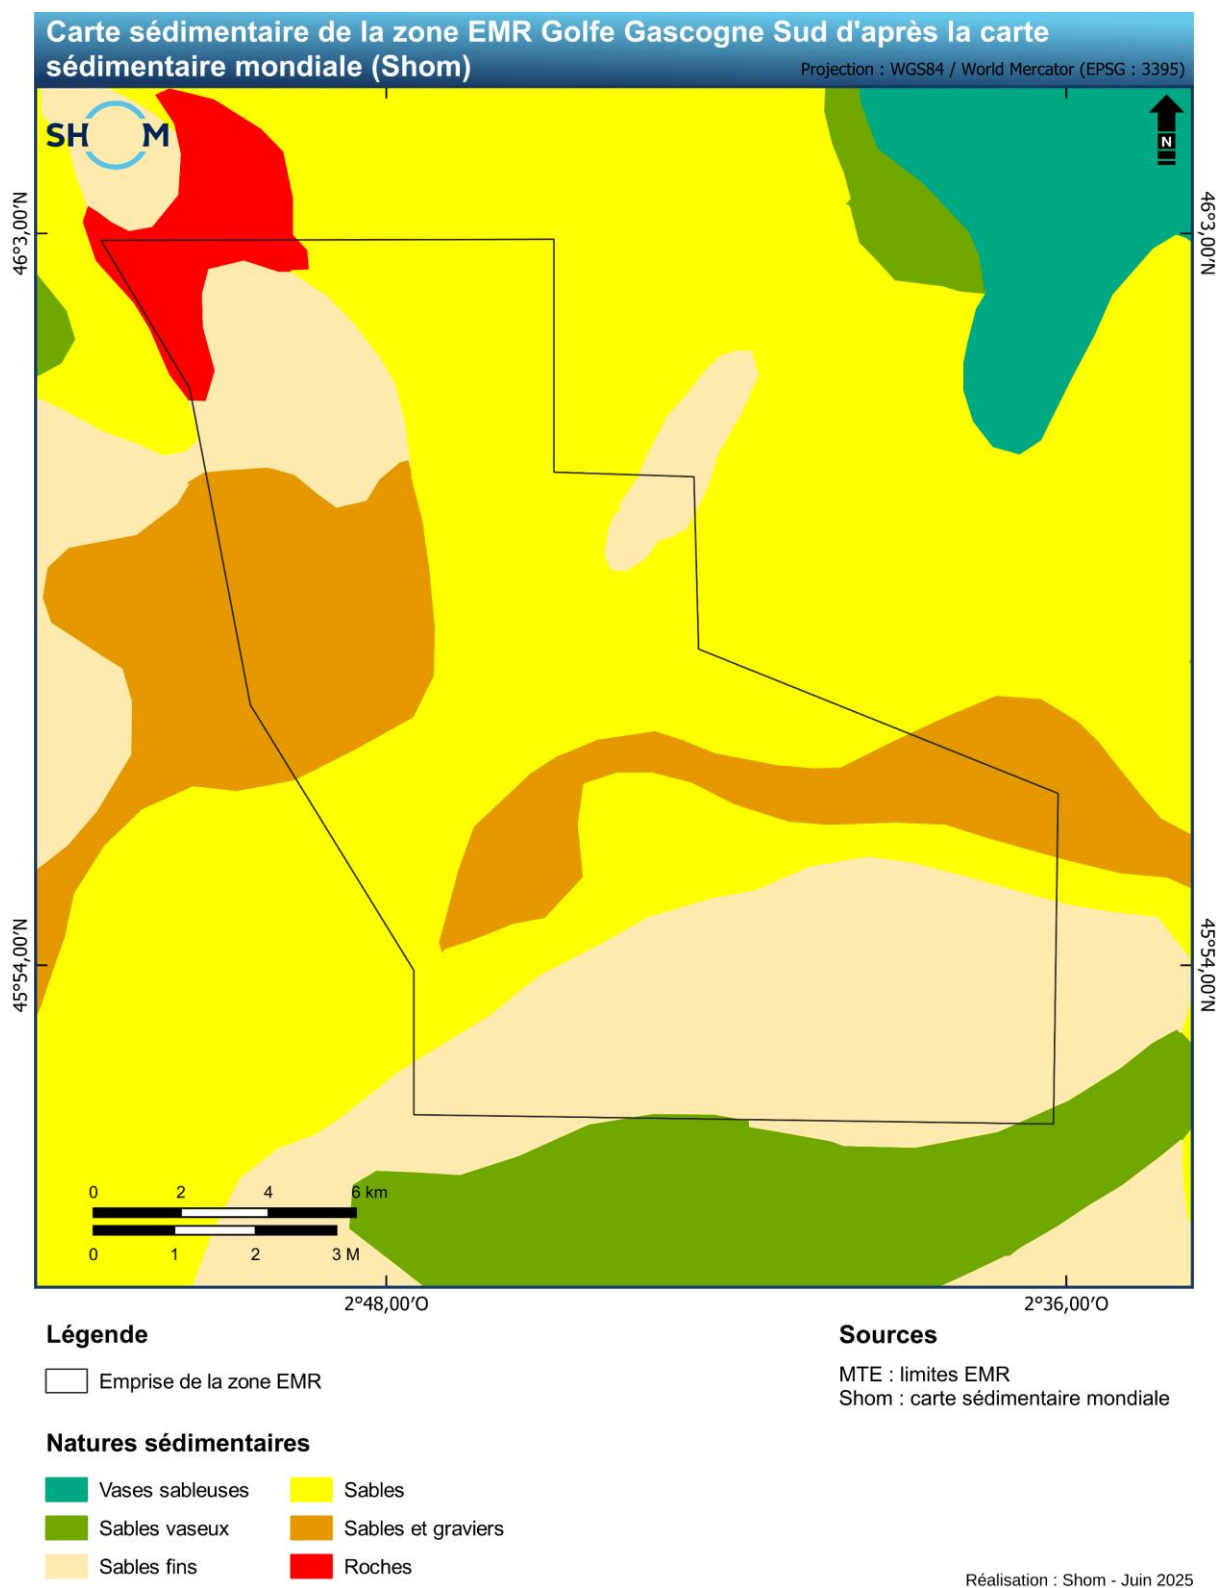 Carte sédimentaire de la zone EMR Golfe Gascogne Sud d'après la carte
sédimentaire mondiale (Shom)
Projection : WGS84 / World Mercator (EPSG : 3395)
SH M
N
46°3,00'N
46°3,00'N
45°54,00'N
45°54,00'N
0 2 4 6 km
0 1 2 3 M
2°48,00'O
2°36,00'O
Légende
Emprise de la zone EMR
Sources
MTE : limites EMR
Shom : carte sédimentaire mondiale
Natures sédimentaires
Vases sableuses
Sables
Sables vaseux
Sables et graviers
Sables fins
Roches
Réalisation : Shom - Juin 2025